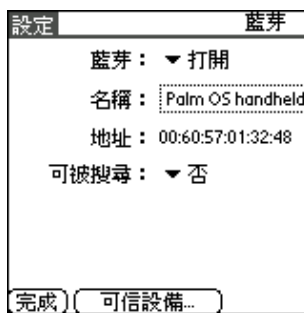 設定 藍芽
藍芽： 打開
名稱： Palm OS handheld
地址： 00:60:57:01:32:48
可被搜尋： 否
完成 可信設備...